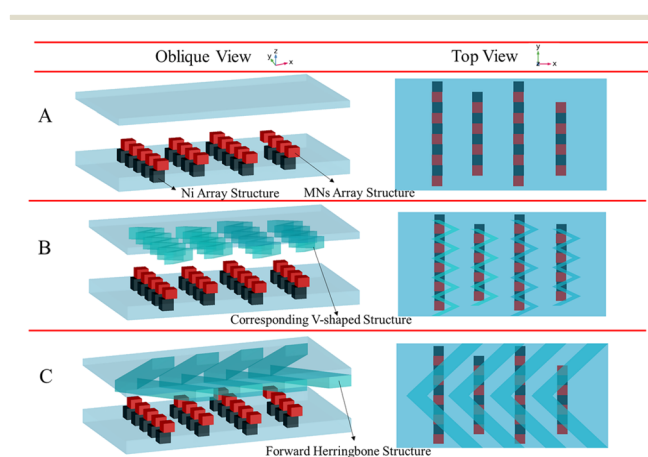 Oblique View z y x Top View y z x
A
Ni Array Structure MNs Array Structure
B
Corresponding V-shaped Structure
C
Forward Herringbone Structure